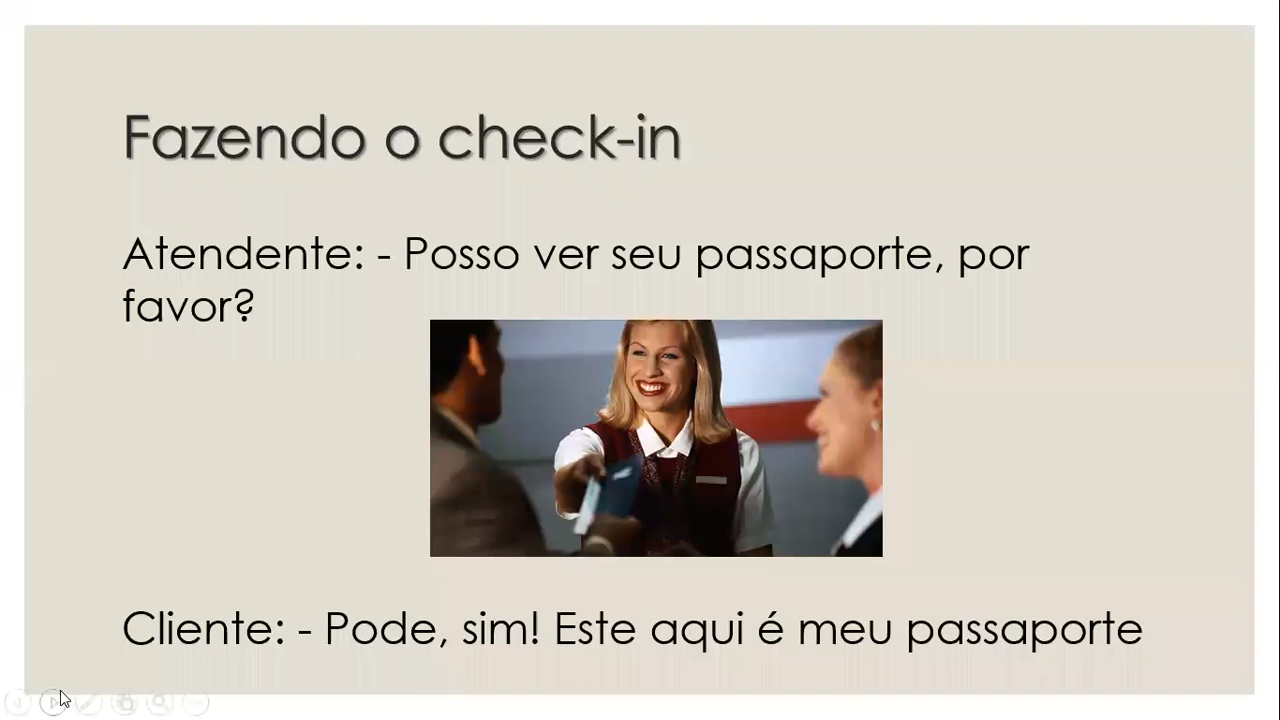 Fazendo o check-in
Atendente: - Posso ver seu passaporte, por
favor?
Cliente: - Pode, sim! Este aqui é meu passaporte